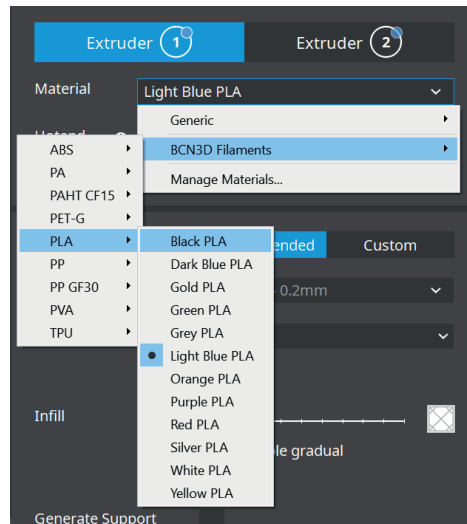 Extruder 1 Extruder 2
Material Light Blue PLA
Generic
BCN3D Filaments
Manage Materials...
ABS
PA
PAHT CF15
PET-G
PLA
PP
PP GF30
PVA
TPU
Black PLA
Dark Blue PLA
Gold PLA
Green PLA
Grey PLA
Light Blue PLA
Orange PLA
Purple PLA
Red PLA
Silver PLA
White PLA
Yellow PLA
Custom
0.2mm
Infill
gradual
Generate Support